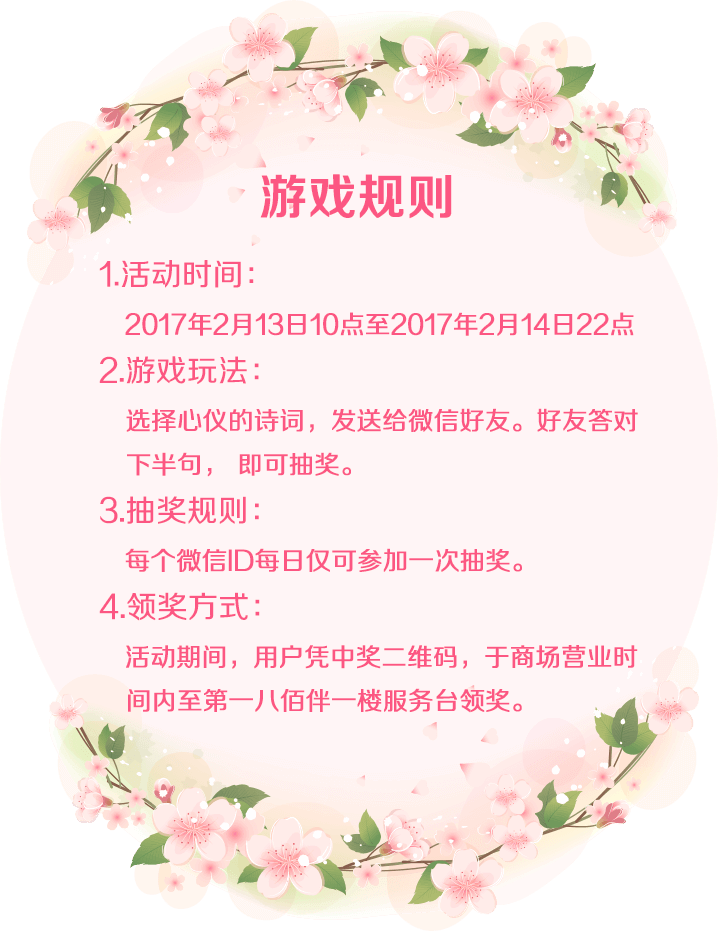 游戏规则
1.活动时间：
2017年2月13日10点至2017年2月14日22点
2.游戏玩法：
选择心仪的诗词，发送给微信好友。好友答对
下半句， 即可抽奖。
3.抽奖规则：
每个微信ID每日仅可参加一次抽奖。
4.领奖方式：
活动期间，用户凭中奖二维码，于商场营业时
间内至第一八佰伴一楼服务台领奖。